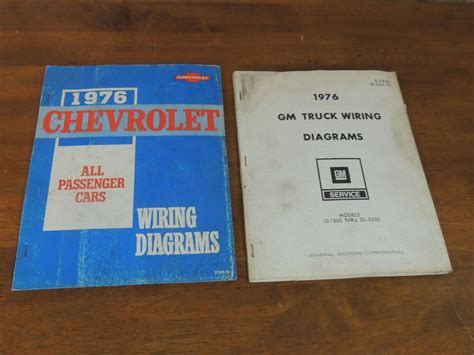 CHEVROLET
1976
CHEVROLET
ALL
PASSENGER
CARS
WIRING
DIAGRAMS
1976
GM TRUCK WIRING
DIAGRAMS
GM
SERVICE
MODELS
10-1500 THRU 30-3500
GENERAL MOTORS CORPORATION